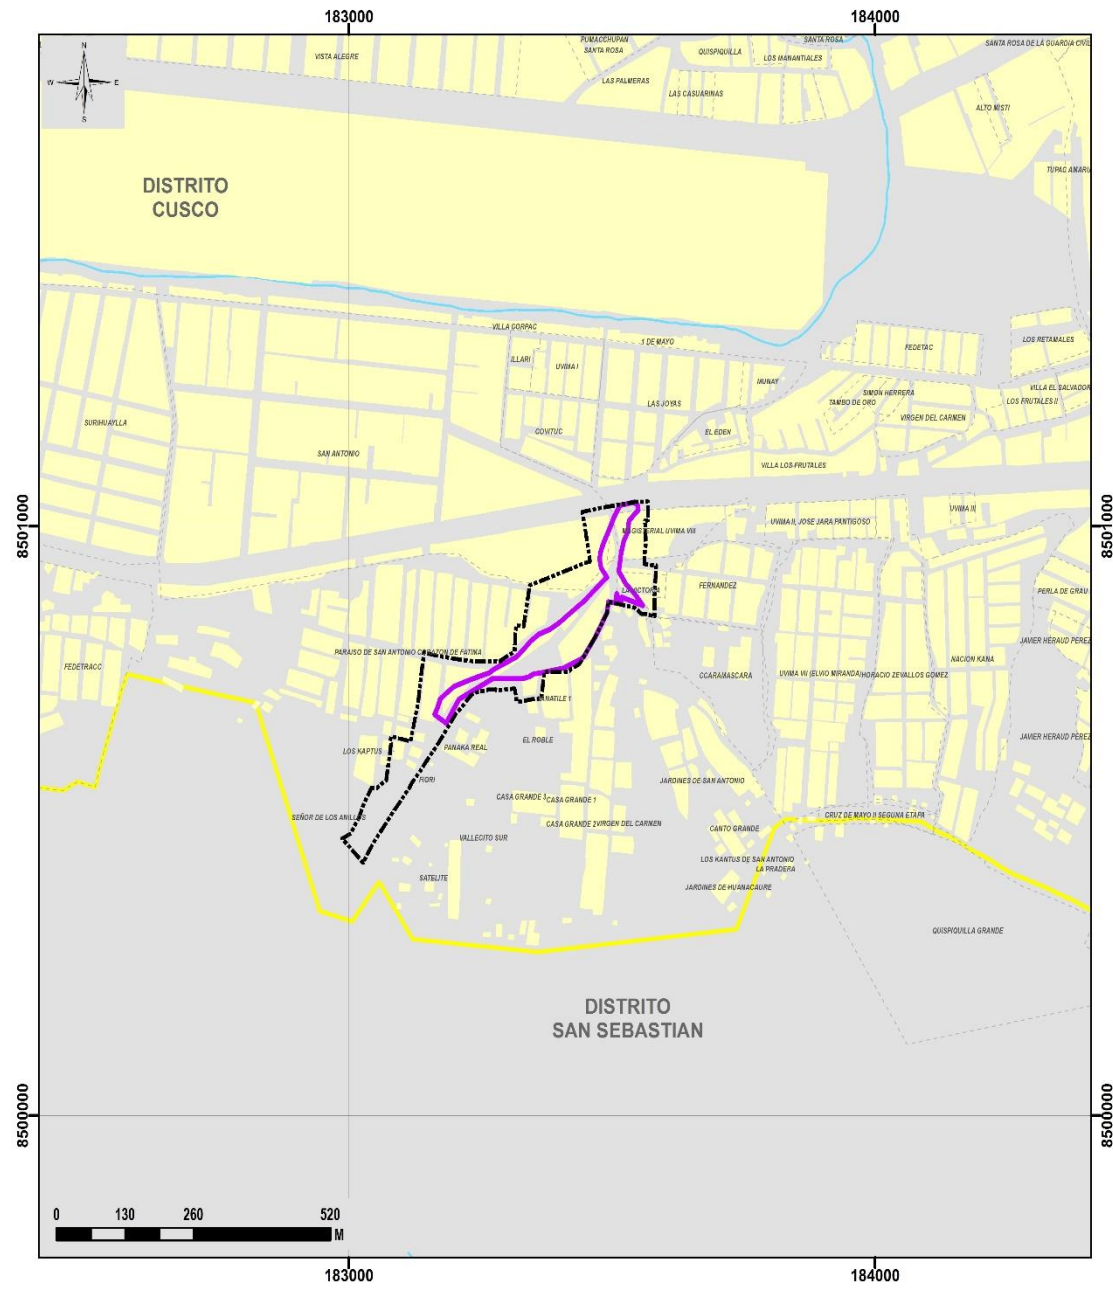 183000
184000
N
W
E
S
VISTA ALEGRE
PUMACCHUPAN
SANTA ROSA
SANTA ROSA
QUISPIQUILLA
LOS MANANTIALES
SANTA ROSA DE LA GUARDIA CIVIL
LAS PALMERAS
LAS CASUARINAS
ALTO MISTI
TUPAC AMARU
DISTRITO
CUSCO
VILLA CORPAC
1 DE MAYO
ILLARI
UVIMA I
FEDETAC
LOS RETAMALES
MUNAY
VILLA EL SALVADOR
SIMON HERRERA
TAMBO DE ORO
LOS FRUTALES II
LAS JOYAS
VIRGEN DEL CARMEN
SURIHUAYLLA
COVITUC
EL EDEN
SAN ANTONIO
VILLA LOS FRUTALES
8501000
8501000
UVIMA III
UVIMA II, JOSE JARA PANTIGOSO
MAGISTERIAL UVIMA VIII
FERNANDEZ
LA VICTORIA
PERLA DE GRAU
JAVIER HERAUD PEREZ
PARAISO DE SAN ANTONIO CORAZON DE FATINA
FEDETRACC
NACION KANA
CCARAMASCARA
UVIMA VII (ELVIO MIRANDA)
HORACIO ZEVALLOS GOMEZ
JAVIER HERAUD PEREZ
EL ROBLE
PANAKA REAL
LOS KAPTUS
FIORI
JARDINES DE SAN ANTONIO
CASA GRANDE 3
CASA GRANDE 1
SEÑOR DE LOS ANILLOS
CASA GRANDE 2
VIRGEN DEL CARMEN
CANTO GRANDE
CRUZ DE MAYO II SEGUNA ETAPA
VALLECITO SUR
LOS KANTUS DE SAN ANTONIO
LA PRADERA
SATELITE
JARDINES DE HUANACAURE
QUISPIQUILLA GRANDE
DISTRITO
SAN SEBASTIAN
8500000
8500000
0 130 260 520
M
183000
184000